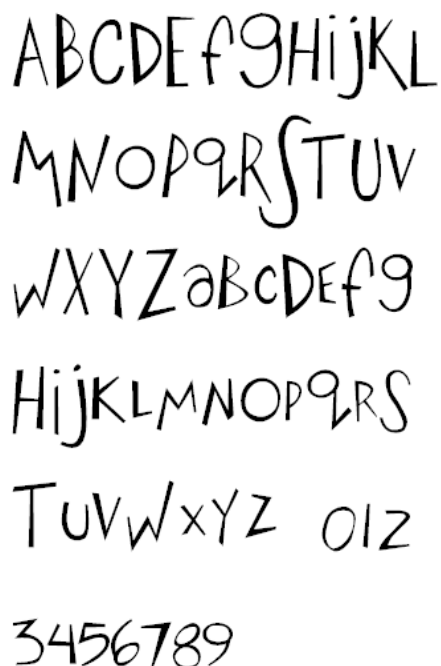 ABCDEfgHijKL
MNOPqRSTUV
WXYZaBCDEfg
HijKLMNOPqRS
TUVWXYZ 012
3456789